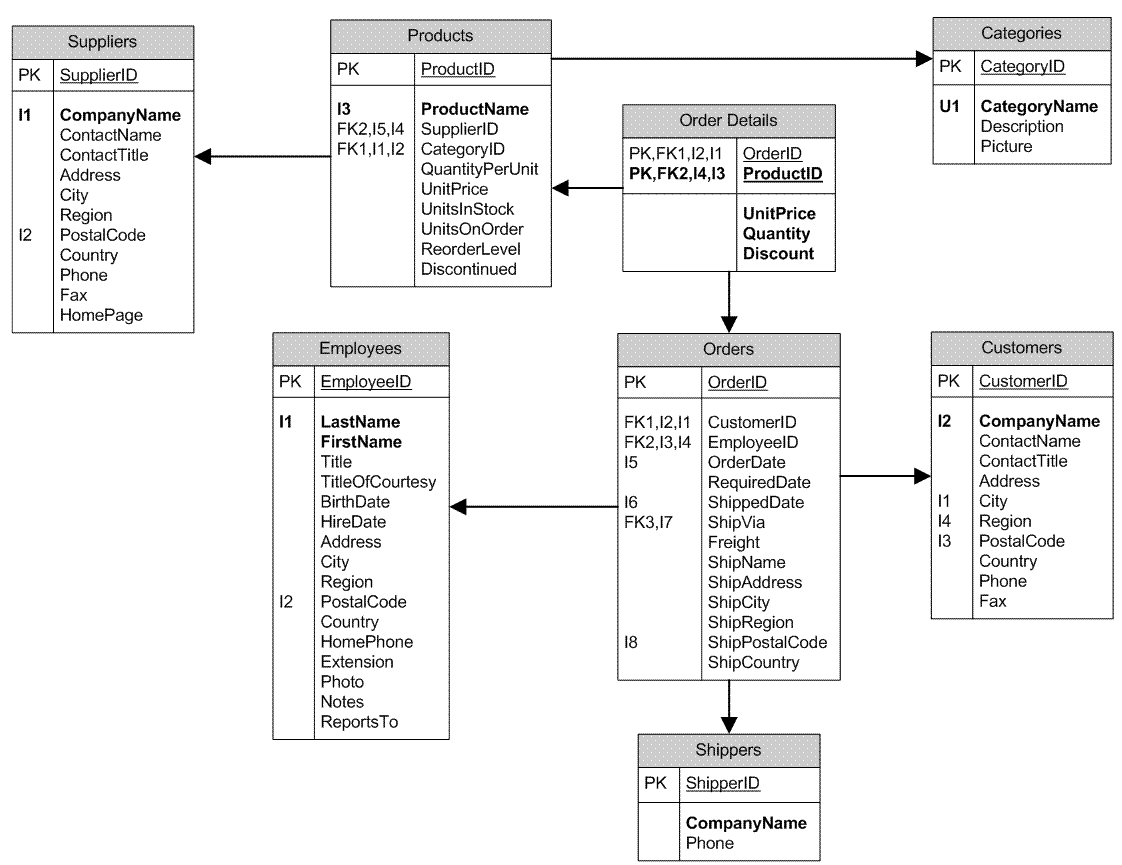 Suppliers
PK SupplierID
I1 CompanyName
ContactName
ContactTitle
Address
City
Region
I2 PostalCode
Country
Phone
Fax
HomePage
Products
PK ProductID
I3 ProductName
FK2,I5,I4 SupplierID
FK1,I1,I2 CategoryID
QuantityPerUnit
UnitPrice
UnitsInStock
UnitsOnOrder
ReorderLevel
Discontinued
Order Details
PK,FK1,I2,I1 OrderID
PK,FK2,I4,I3 ProductID
UnitPrice
Quantity
Discount
Categories
PK CategoryID
U1 CategoryName
Description
Picture
Employees
PK EmployeeID
I1 LastName
FirstName
Title
TitleOfCourtesy
BirthDate
HireDate
Address
City
Region
I2 PostalCode
Country
HomePhone
Extension
Photo
Notes
ReportsTo
Orders
PK OrderID
FK1,I2,I1 CustomerID
FK2,I3,I4 EmployeeID
I5 OrderDate
RequiredDate
I6 ShippedDate
FK3,I7 ShipVia
Freight
ShipName
ShipAddress
ShipCity
ShipRegion
I8 ShipPostalCode
ShipCountry
Customers
PK CustomerID
I2 CompanyName
ContactName
ContactTitle
Address
I1 City
I4 Region
I3 PostalCode
Country
Phone
Fax
Shippers
PK ShipperID
CompanyName
Phone